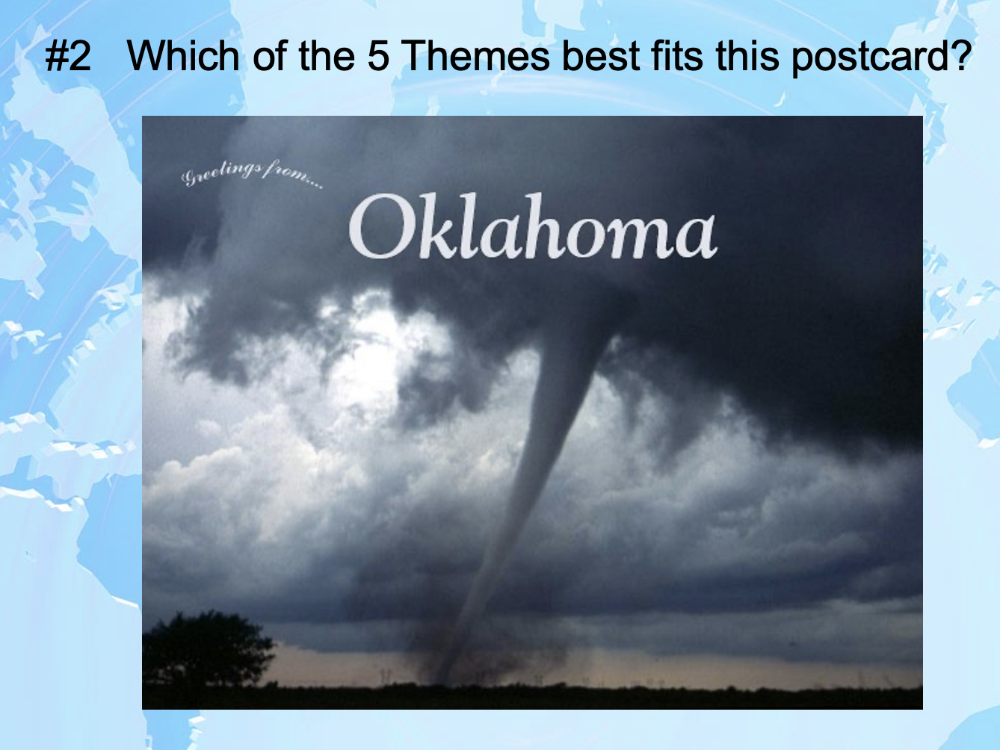 #2 Which of the 5 Themes best fits this postcard?
Greetings from....
Oklahoma